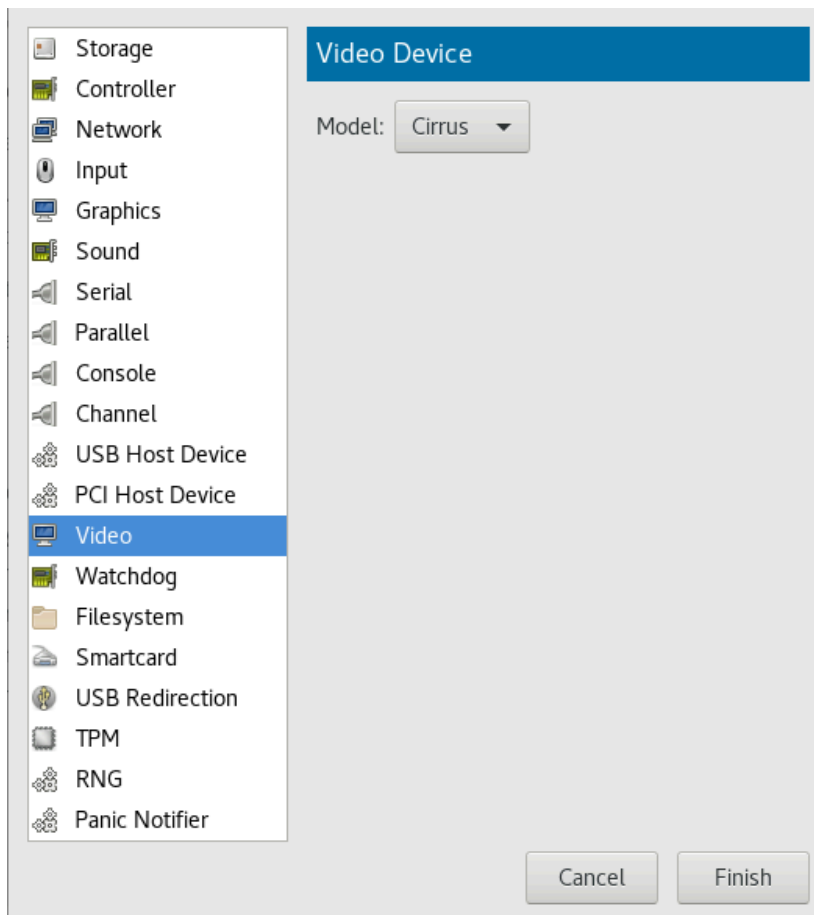 Storage
Controller
Network
Input
Graphics
Sound
Serial
Parallel
Console
Channel
USB Host Device
PCI Host Device
Video
Watchdog
Filesystem
Smartcard
USB Redirection
TPM
RNG
Panic Notifier
Video Device
Model: Cirrus
Cancel Finish